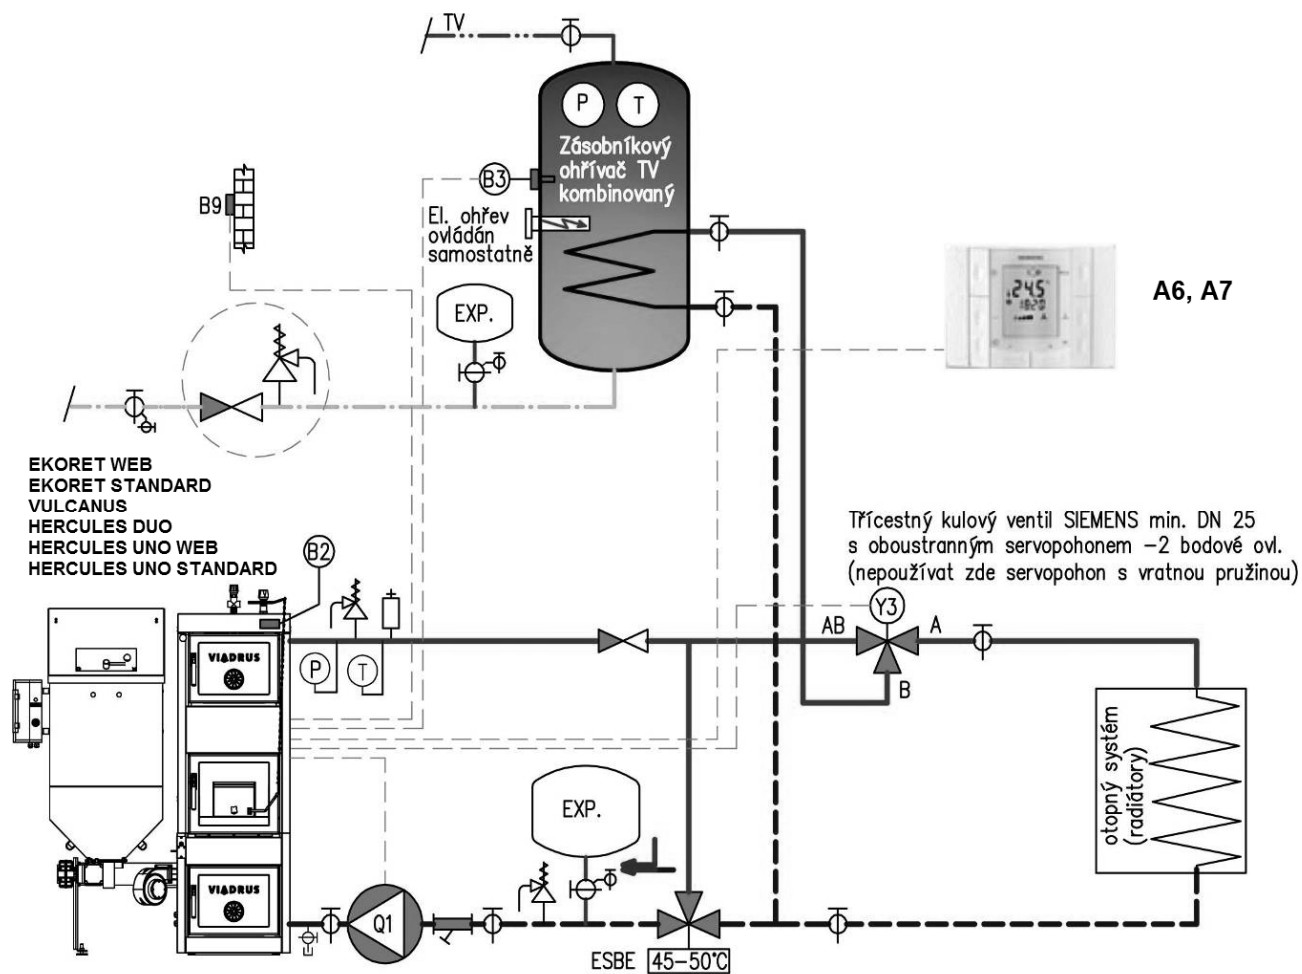 TV
P
T
Zásobníkový
ohřívač TV
kombinovaný
B3
B9
El. ohřev
ovládán
samostatně
EXP.
24.5
A6, A7
EKORET WEB
EKORET STANDARD
VULCANUS
HERCULES DUO
HERCULES UNO WEB
HERCULES UNO STANDARD
B2
Třícestný kulový ventil SIEMENS min. DN 25
s oboustranným servopohonem -2 bodové ovl.
(nepoužívat zde servopohon s vratnou pružinou)
Y3
AB
A
B
P
T
VIADRUS
otopný systém
(radiátory)
EXP.
VIADRUS
Q1
ESBE
45-50°C